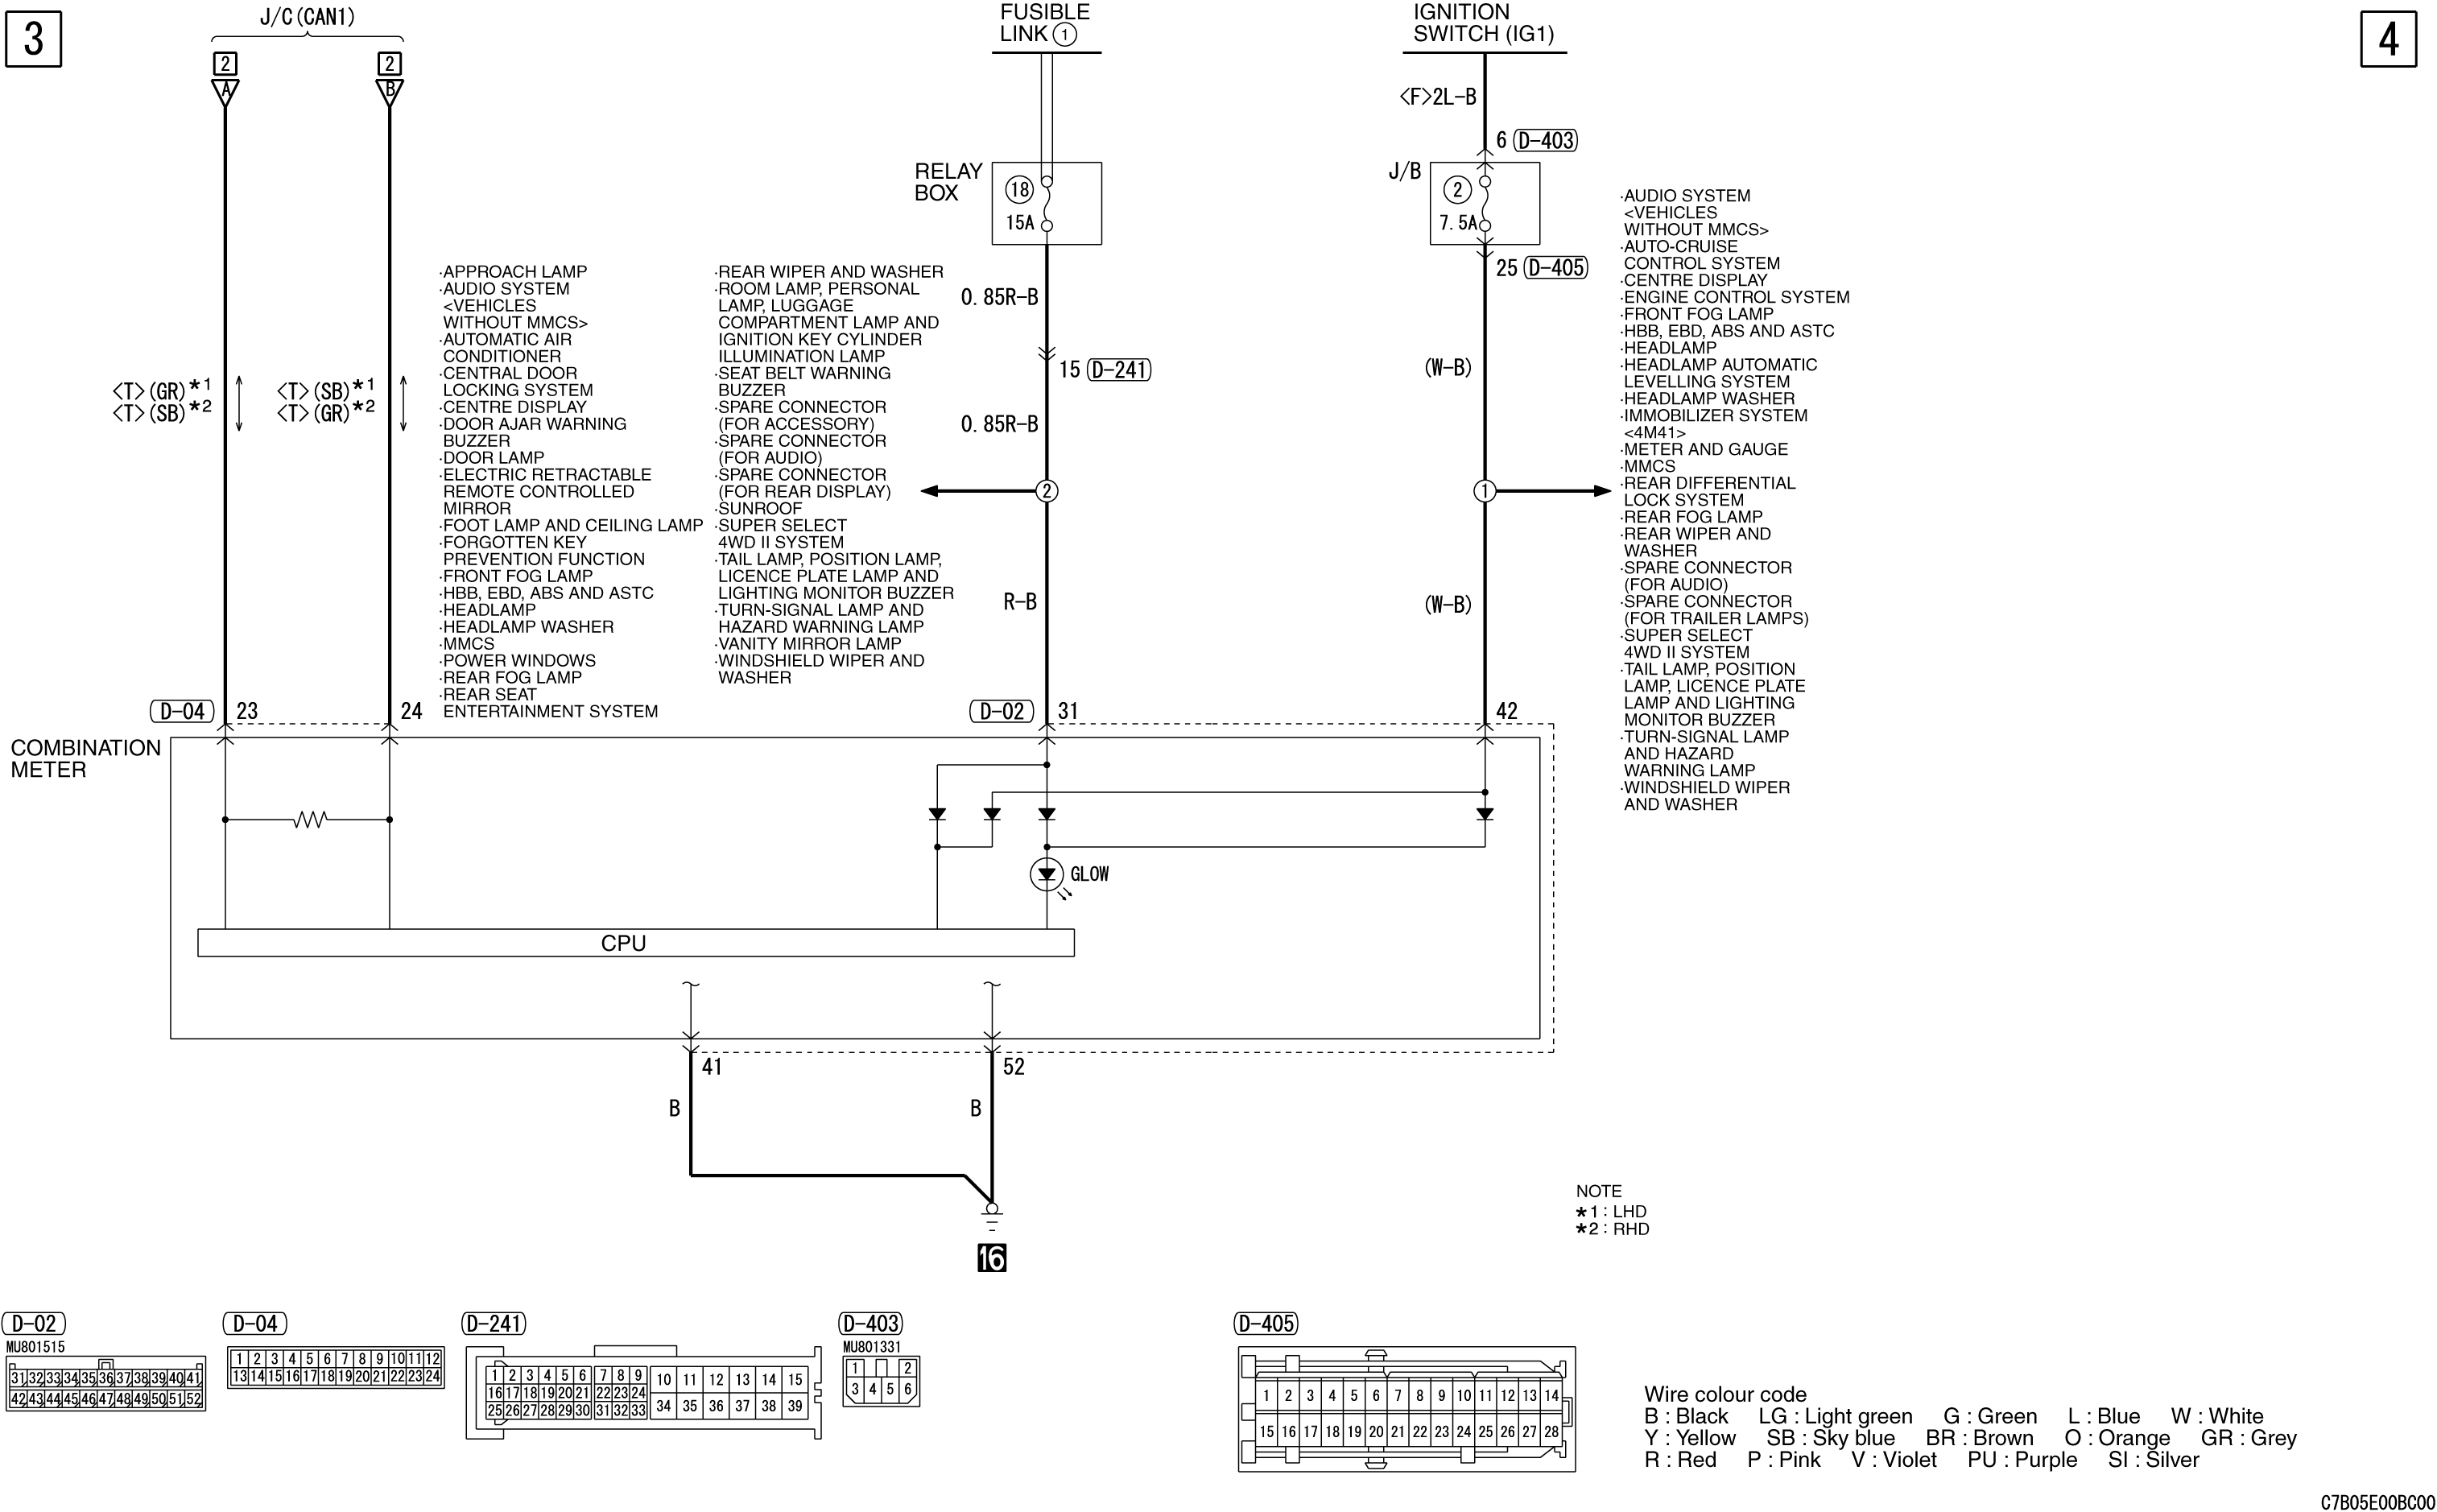 3
J/C(CAN1)
FUSIBLE
LINK ①
IGNITION
SWITCH (IG1)
4
2
2
A
B
<F>2L-B
6 D-403
RELAY
BOX
18
15A
J/B
2
7.5A
25 D-405
0.85R-B
15 D-241
0.85R-B
(W-B)
<T>(GR)*1
<T>(SB)*2
<T>(SB)*1
<T>(GR)*2
·APPROACH LAMP
·AUDIO SYSTEM
<VEHICLES
WITHOUT MMCS>
·AUTOMATIC AIR
CONDITIONER
·CENTRAL DOOR
LOCKING SYSTEM
·CENTRE DISPLAY
·DOOR AJAR WARNING
BUZZER
·DOOR LAMP
·ELECTRIC RETRACTABLE
REMOTE CONTROLLED
MIRROR
·FOOT LAMP AND CEILING LAMP
·FORGOTTEN KEY
PREVENTION FUNCTION
·FRONT FOG LAMP
·HBB, EBD, ABS AND ASTC
·HEADLAMP
·HEADLAMP WASHER
·MMCS
·POWER WINDOWS
·REAR FOG LAMP
·REAR SEAT
ENTERTAINMENT SYSTEM
·REAR WIPER AND WASHER
·ROOM LAMP, PERSONAL
LAMP, LUGGAGE
COMPARTMENT LAMP AND
IGNITION KEY CYLINDER
ILLUMINATION LAMP
·SEAT BELT WARNING
BUZZER
·SPARE CONNECTOR
(FOR ACCESSORY)
·SPARE CONNECTOR
(FOR AUDIO)
·SPARE CONNECTOR
(FOR REAR DISPLAY)
·SUNROOF
·SUPER SELECT
4WD II SYSTEM
·TAIL LAMP, POSITION LAMP,
LICENCE PLATE LAMP AND
LIGHTING MONITOR BUZZER
·TURN-SIGNAL LAMP AND
HAZARD WARNING LAMP
·VANITY MIRROR LAMP
·WINDSHIELD WIPER AND
WASHER
2
1
R-B
(W-B)
·AUDIO SYSTEM
<VEHICLES
WITHOUT MMCS>
·AUTO-CRUISE
CONTROL SYSTEM
·CENTRE DISPLAY
·ENGINE CONTROL SYSTEM
·FRONT FOG LAMP
·HBB, EBD, ABS AND ASTC
·HEADLAMP
·HEADLAMP AUTOMATIC
LEVELLING SYSTEM
·HEADLAMP WASHER
·IMMOBILIZER SYSTEM
<4M41>
·METER AND GAUGE
·MMCS
·REAR DIFFERENTIAL
LOCK SYSTEM
·REAR FOG LAMP
·REAR WIPER AND
WASHER
·SPARE CONNECTOR
(FOR AUDIO)
·SPARE CONNECTOR
(FOR TRAILER LAMPS)
·SUPER SELECT
4WD II SYSTEM
·TAIL LAMP, POSITION
LAMP, LICENCE PLATE
LAMP AND LIGHTING
MONITOR BUZZER
·TURN-SIGNAL LAMP
AND HAZARD
WARNING LAMP
·WINDSHIELD WIPER
AND WASHER
D-04 23
24
D-02 31
42
COMBINATION
METER
GLOW
CPU
41
52
B
B
16
NOTE
*1 : LHD
*2 : RHD
D-02
MU801515
31 32 33 34 35 36 37 38 39 40 41
42 43 44 45 46 47 48 49 50 51 52
D-04
1 2 3 4 5 6 7 8 9 10 11 12
13 14 15 16 17 18 19 20 21 22 23 24
D-241
1 2 3 4 5 6 7 8 9 10 11 12 13 14 15
16 17 18 19 20 21 22 23 24
25 26 27 28 29 30 31 32 33 34 35 36 37 38 39
D-403
MU801331
1 2
3 4 5 6
D-405
1 2 3 4 5 6 7 8 9 10 11 12 13 14
15 16 17 18 19 20 21 22 23 24 25 26 27 28
Wire colour code
B : Black LG : Light green G : Green L : Blue W : White
Y : Yellow SB : Sky blue BR : Brown O : Orange GR : Grey
R : Red P : Pink V : Violet PU : Purple SI : Silver
C7B05E00BC00